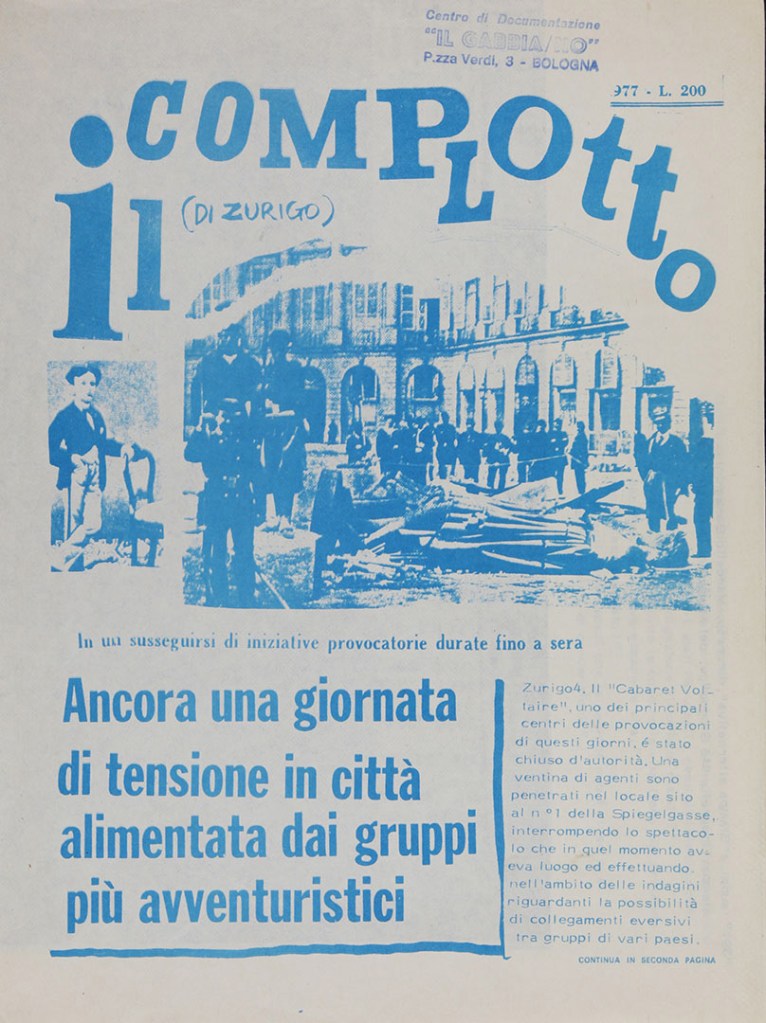 Centro di Documentazione
"IL GABBIA/NO"
P.zza Verdi, 3 - BOLOGNA
977 - L. 200
il COMPLOtto
(DI ZURIGO)
In un susseguirsi di iniziative provocatorie durate fino a sera
Ancora una giornata
di tensione in città
alimentata dai gruppi
più avventuristici
Zurigo4, Il "Cabaret Vol-
taire", uno dei principali
centri delle provocazioni
di questi giorni, é stato
chiuso d'autorità. Una
ventina di agenti sono
penetrati nel locale sito
al n°1 della Spiegelgasse,
interrompendo lo spettaco-
lo che in quel momento av-
eva luogo ed effettuando,
nell'ambito delle indagini
riguardanti la possibilità
di collegamenti eversivi
tra gruppi di vari paesi.
CONTINUA IN SECONDA PAGINA